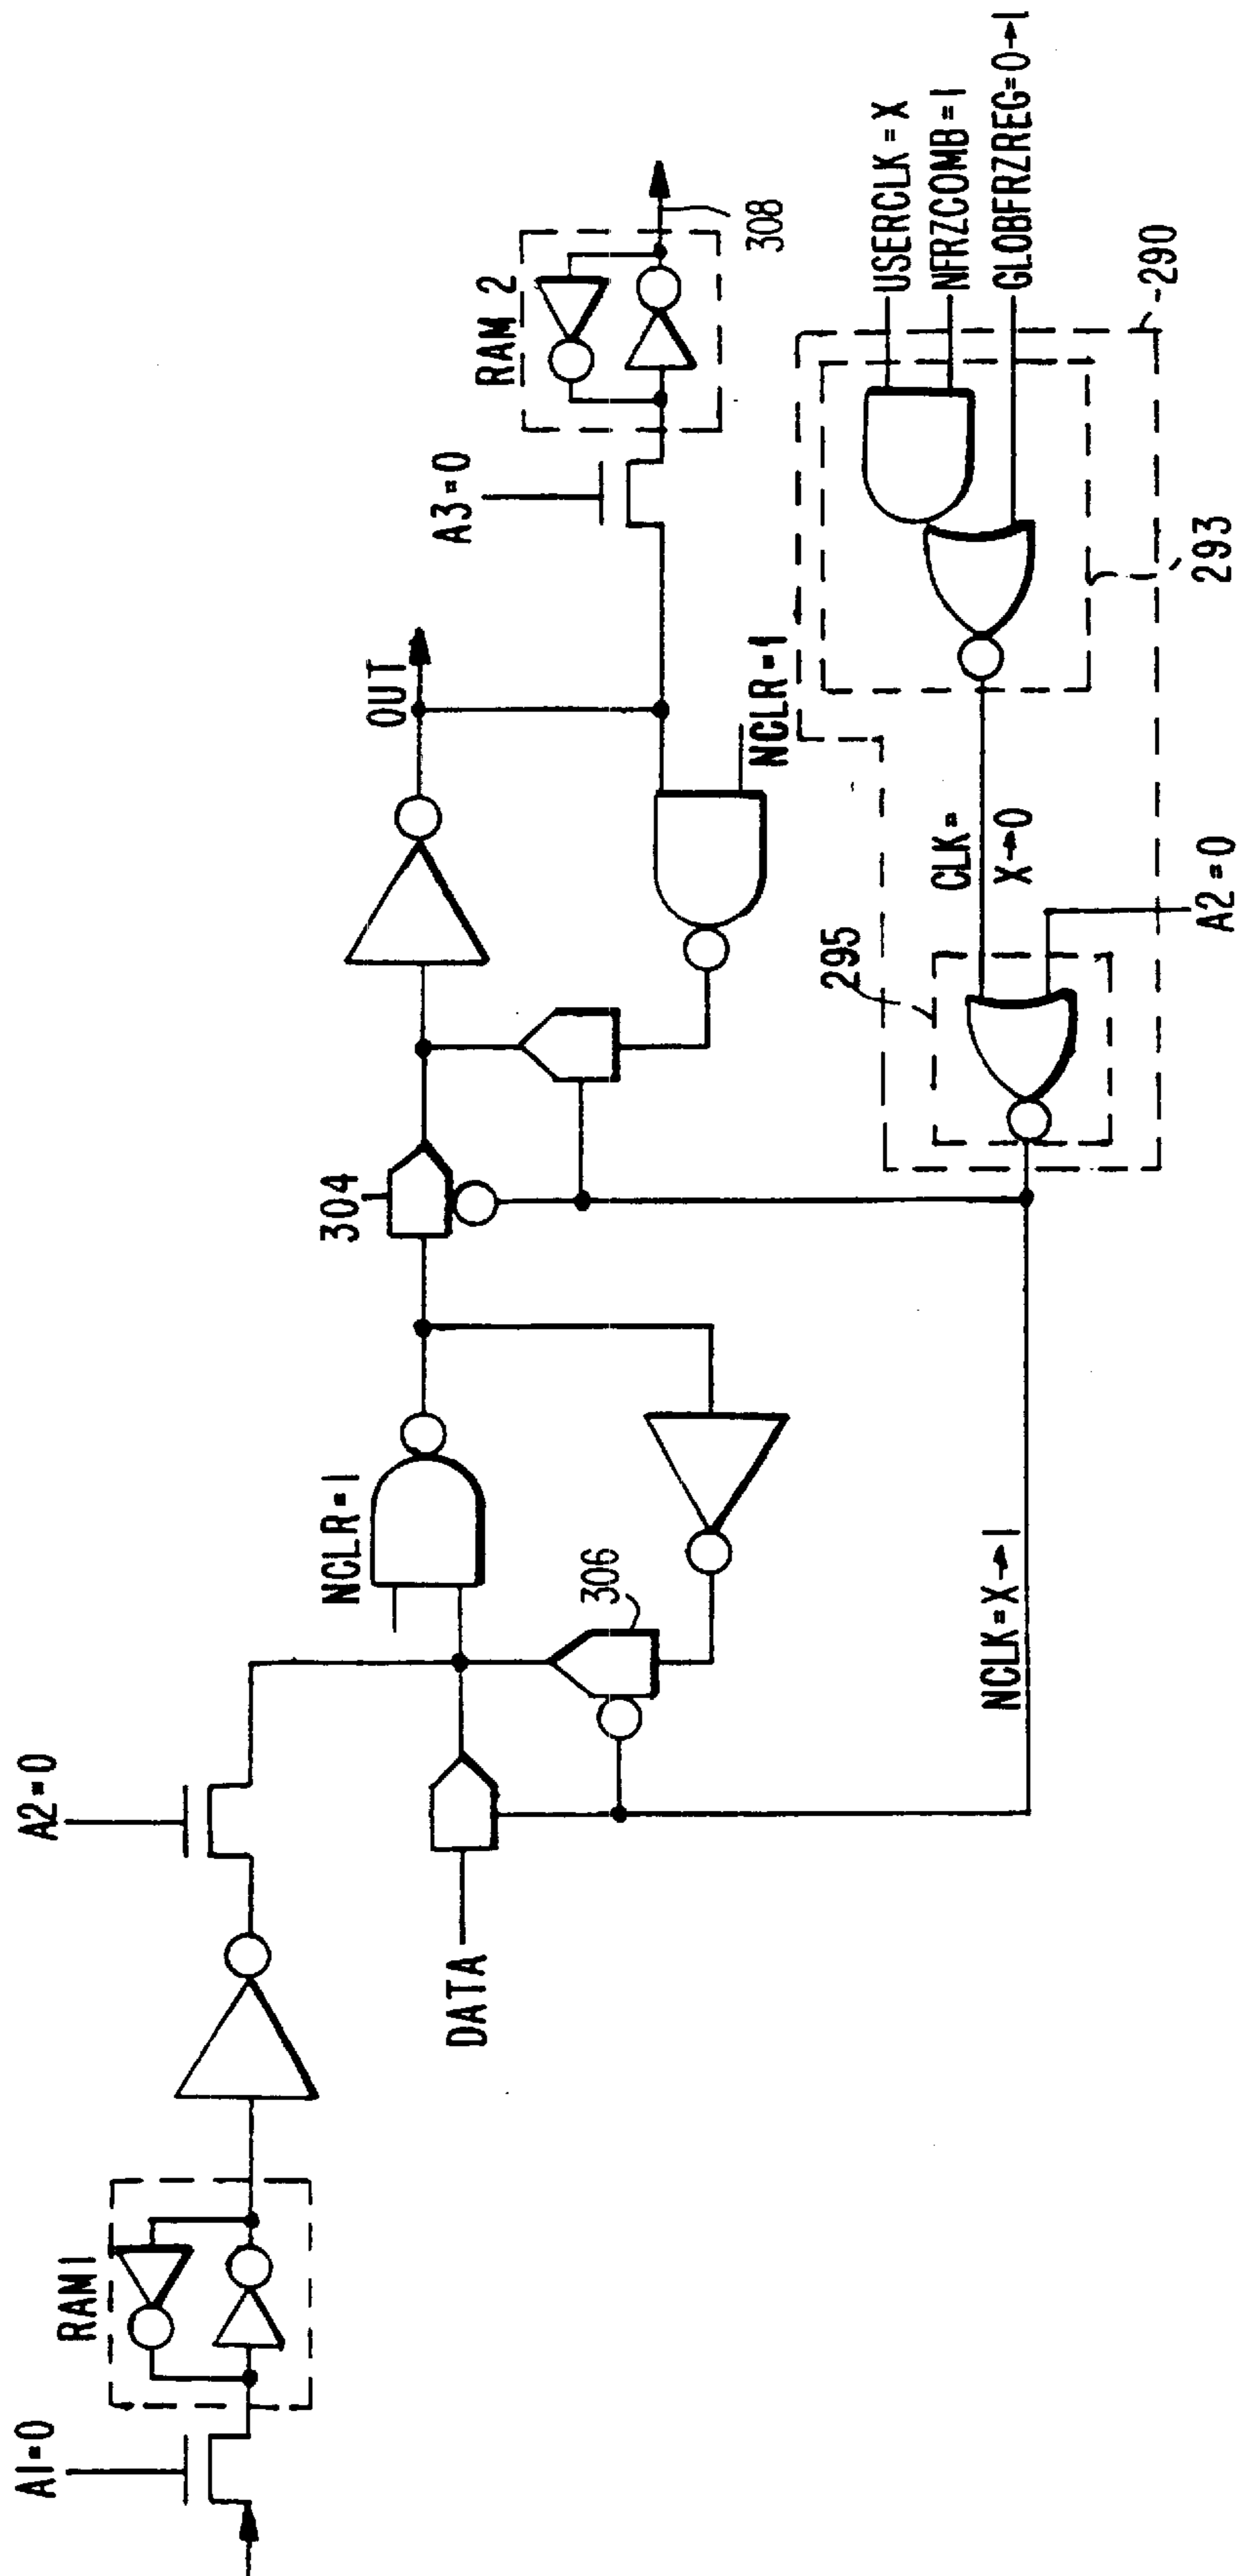 A1=0
RAM1
A2=0
DATA
NCLR=1
306
NCLK=X→1
304
OUT
A3=0
RAM 2
308
NCLR=1
295
CLK=
X→0
A2=0
USERCLK=X
NFRZCOMB=1
GLOBFRZREG=0→1
290
293